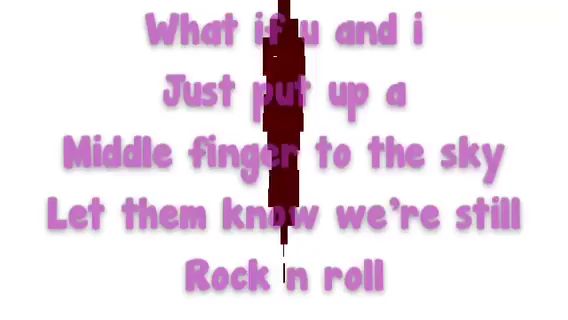 What if u and i
Just put up a
Middle finger to the sky
Let them know we're still
Rock 'n roll